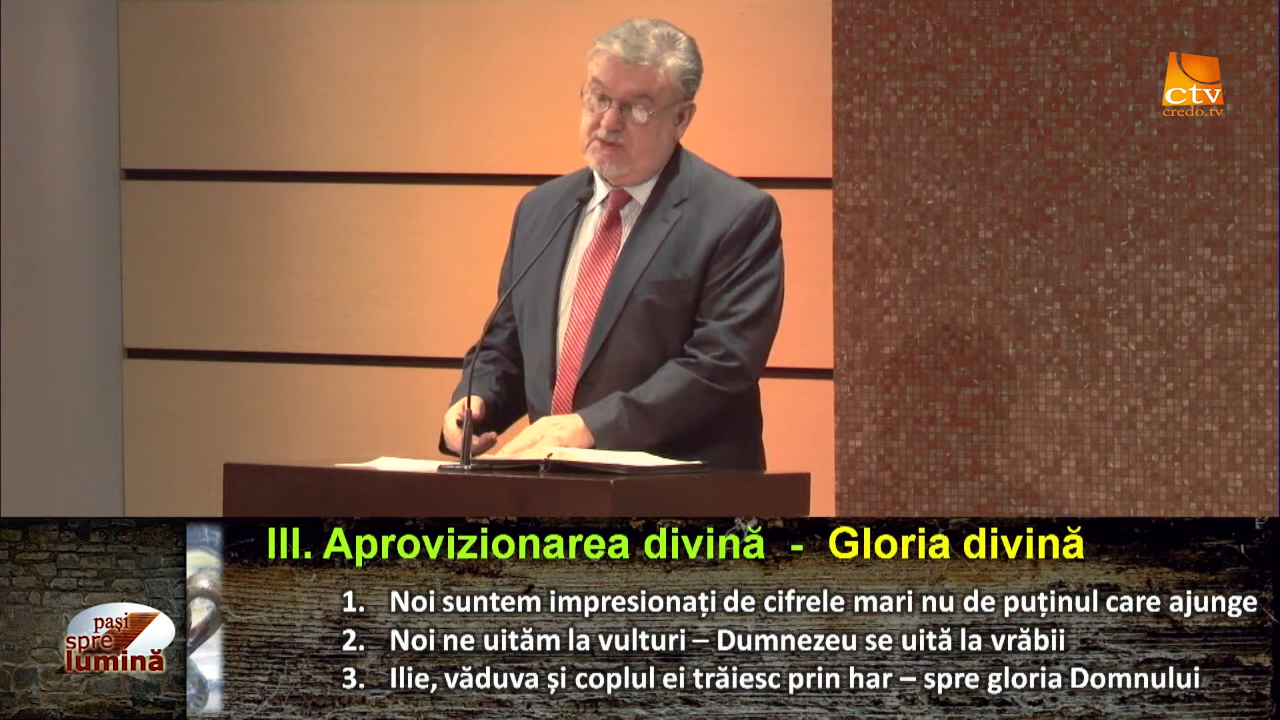 ctv
credo.tv
III. Aprovizionarea divină - Gloria divină
1. Noi suntem impresionați de cifrele mari nu de puținul care ajunge
2. Noi ne uităm la vulturi – Dumnezeu se uită la vrăbii
3. Ilie, văduva și coplul ei trăiesc prin har – spre gloria Domnului
paşi
spre
lumină